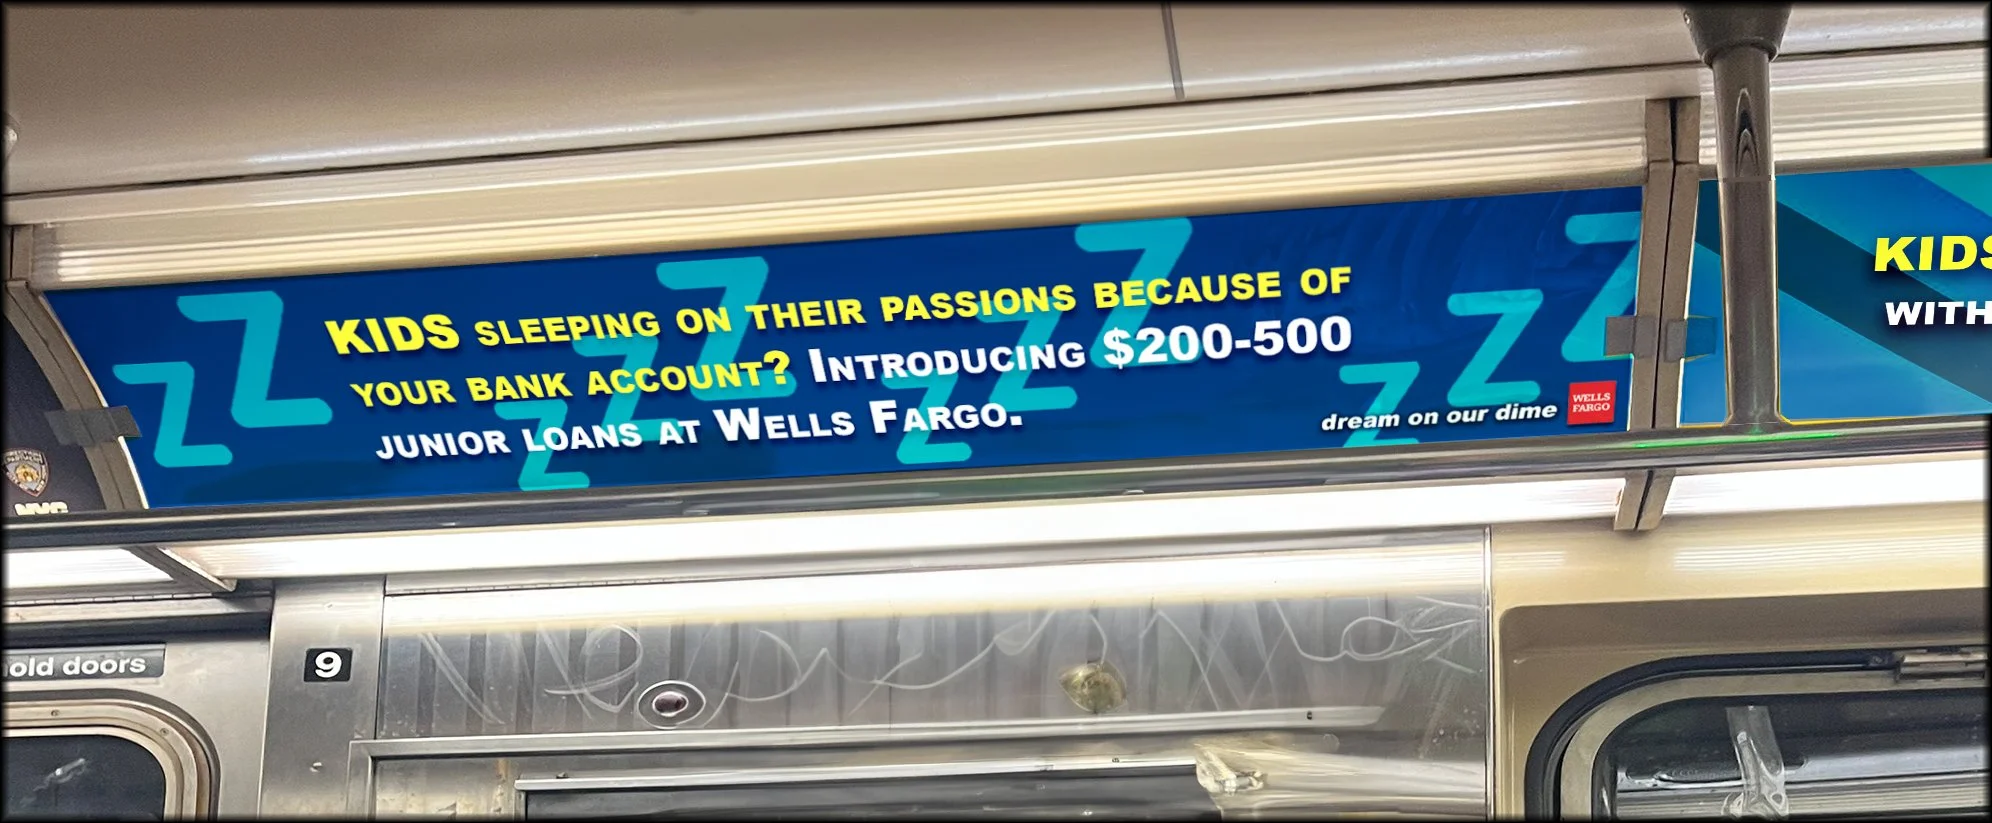 KIDS SLEEPING ON THEIR PASSIONS BECAUSE OF
YOUR BANK ACCOUNT? INTRODUCING $200-500
JUNIOR LOANS AT WELLS FARGO.
dream on our dime
WELLS
FARGO
KIDS
WITH
NYC
old doors
9